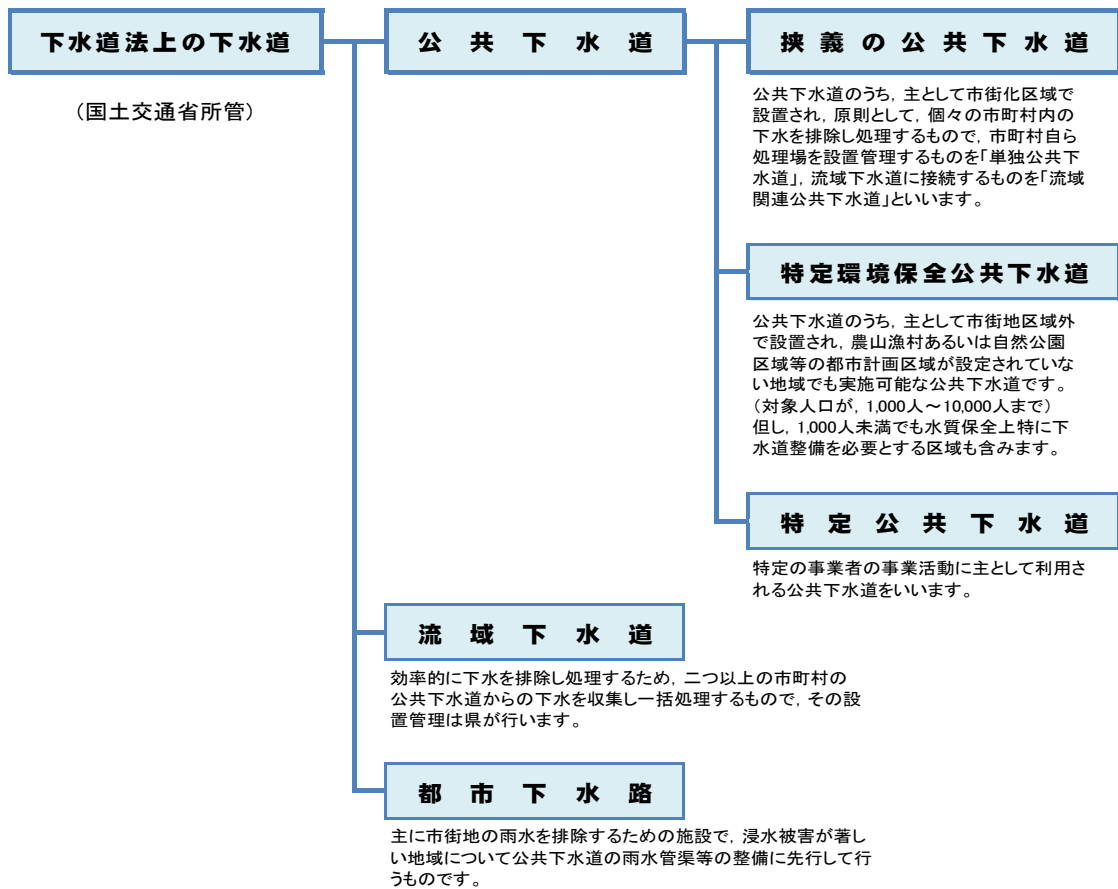 下水道法上の下水道
(国土交通省所管)
公共下水道
狭義の公共下水道
公共下水道のうち，主として市街化区域で
設置され，原則として，個々の市町村内の
下水を排除し処理するもので，市町村自ら
処理場を設置管理するものを「単独公共下
水道」，流域下水道に接続するものを「流域
関連公共下水道」といいます。
特定環境保全公共下水道
公共下水道のうち，主として市街地区域外
で設置され，農山漁村あるいは自然公園
区域等の都市計画区域が設定されていな
い地域でも実施可能な公共下水道です。
（対象人口が，1,000人～10,000人まで）
但し，1,000人未満でも水質保全上特に下
水道整備を必要とする区域も含みます。
特定公共下水道
特定の事業者の事業活動に主として利用さ
れる公共下水道をいいます。
流域下水道
効率的に下水を排除し処理するため，二つ以上の市町村の
公共下水道からの下水を収集し一括処理するもので，その設
置管理は県が行います。
都市下水路
主に市街地の雨水を排除するための施設で，浸水被害が著し
い地域について公共下水道の雨水管渠等の整備に先行して行
うものです。